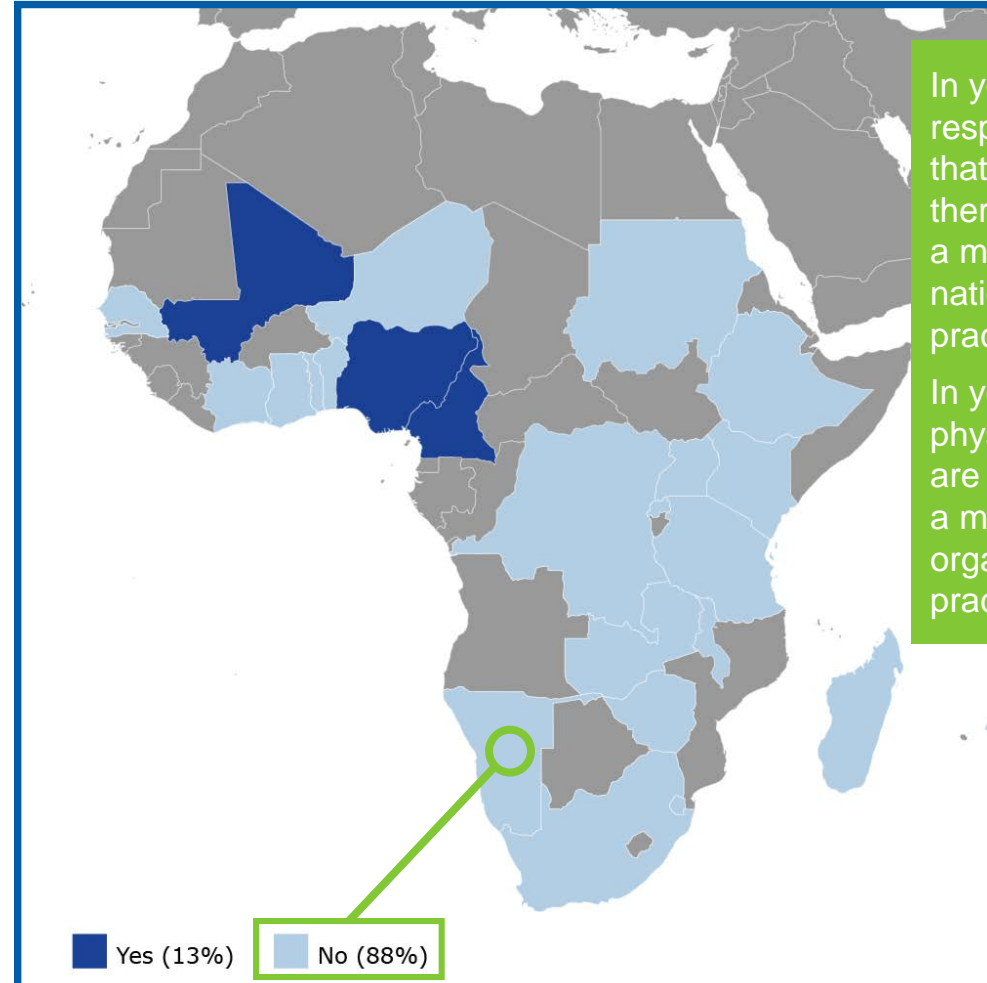 In y
resp
that
ther
a m
nati
prac
In y
phy
are
a m
orga
prac
Yes (13%)
No (88%)